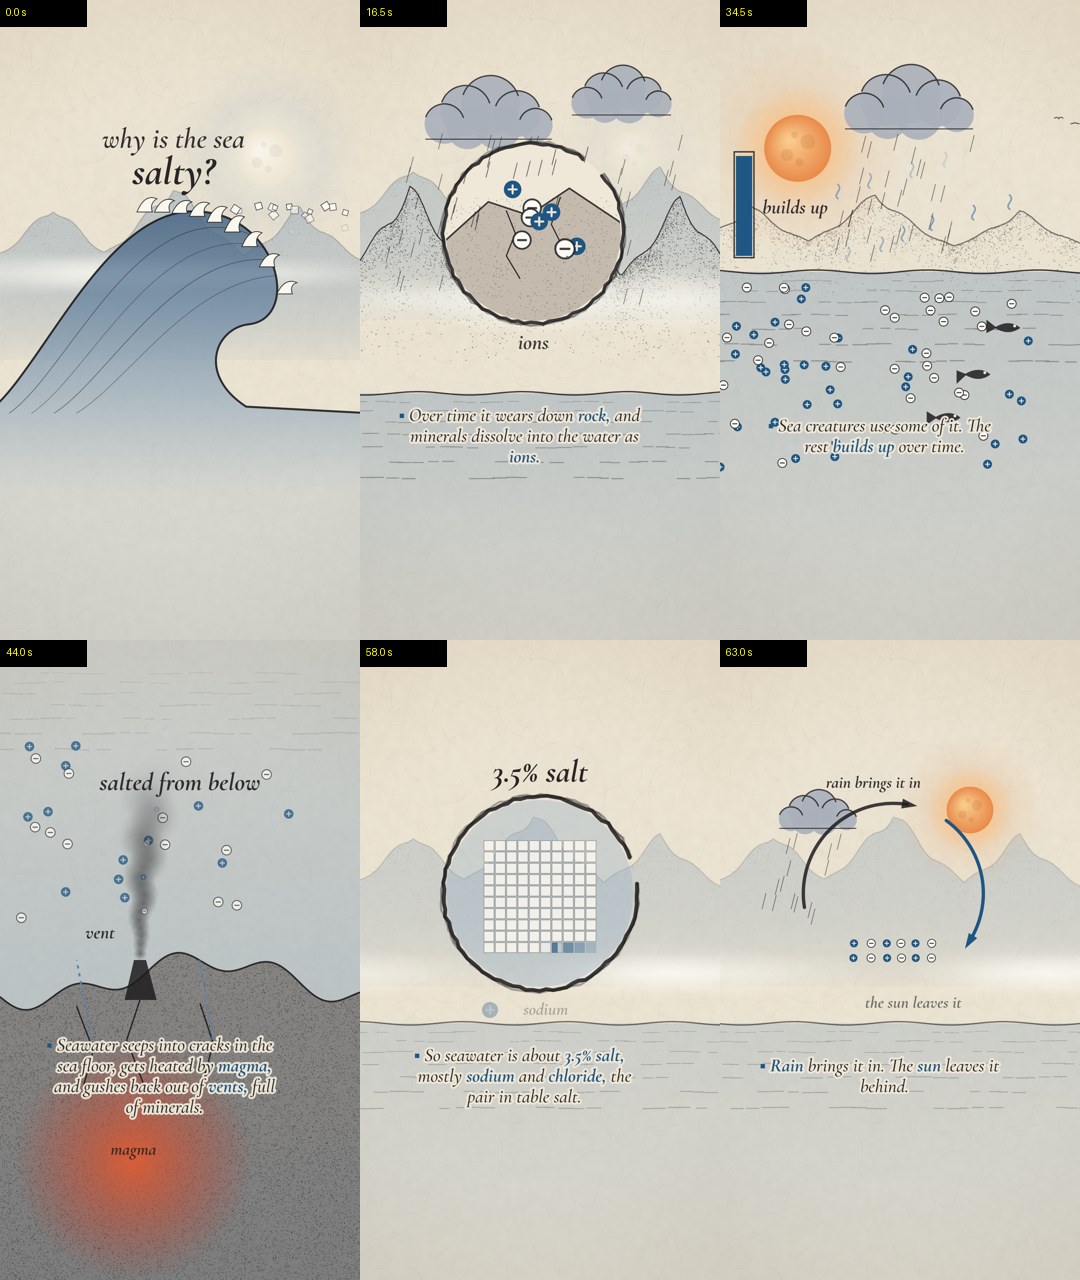 0.0s
why is the sea
salty?
16.5s
ions
Over time it wears down rock, and
minerals dissolve into the water as
ions.
34.5s
builds up
Sea creatures use some of it. The
rest builds up over time.
44.0s
salted from below
vent
Seawater seeps into cracks in the
sea floor, gets heated by magma,
and gushes back out of vents, full
of minerals.
magma
58.0s
3.5% salt
sodium
So seawater is about 3.5% salt,
mostly sodium and chloride, the
pair in table salt.
63.0s
rain brings it in
the sun leaves it
Rain brings it in. The sun leaves it
behind.